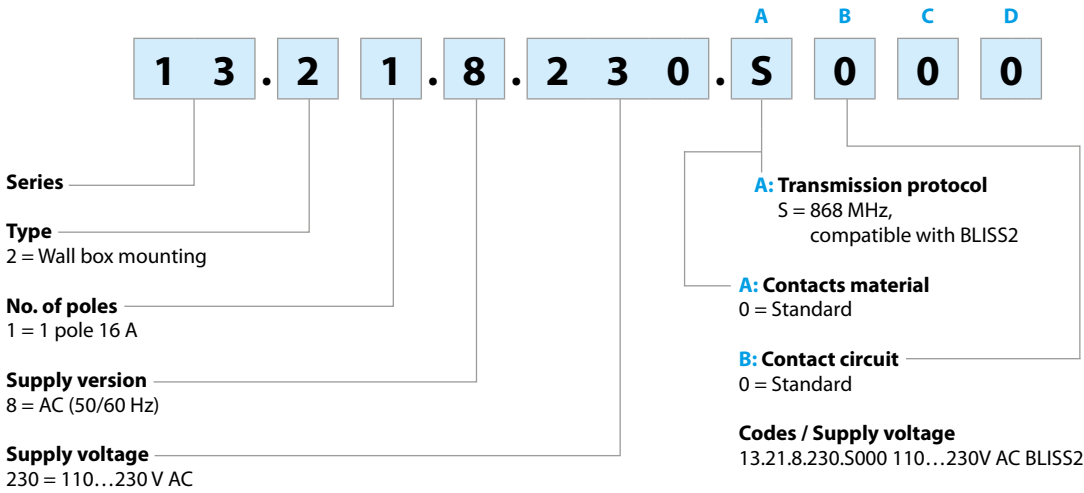 A B C D
1 3 . 2 1 . 8 . 2 3 0 . S 0 0 0
Series
Type
2 = Wall box mounting
No. of poles
1 = 1 pole 16 A
Supply version
8 = AC (50/60 Hz)
Supply voltage
230 = 110…230 V AC
A: Transmission protocol
S = 868 MHz,
compatible with BLISS2
A: Contacts material
0 = Standard
B: Contact circuit
0 = Standard
Codes / Supply voltage
13.21.8.230.S000 110…230V AC BLISS2